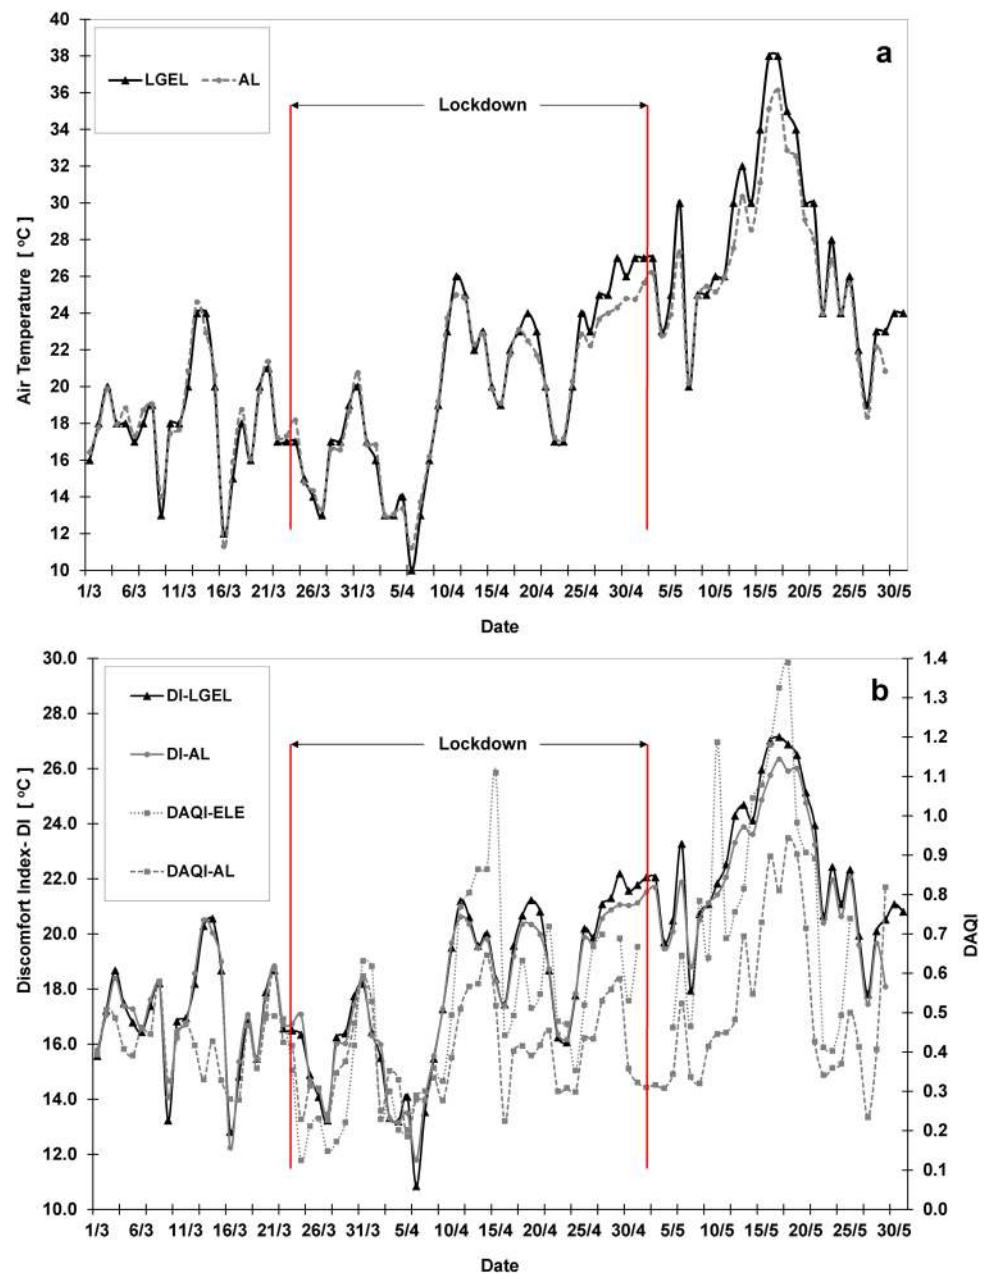 a
LGEL AL
Lockdown
Air Temperature [ ºC ]
40
38
36
34
32
30
28
26
24
22
20
18
16
14
12
10
1/3 6/3 11/3 16/3 21/3 26/3 31/3 5/4 10/4 15/4 20/4 25/4 30/4 5/5 10/5 15/5 20/5 25/5 30/5
Date
b
DI-LGEL
DI-AL
DAQI-ELE
DAQI-AL
Lockdown
Discomfort Index- DI [ ºC ]
30.0
28.0
26.0
24.0
22.0
20.0
18.0
16.0
14.0
12.0
10.0
1.4
1.3
1.2
1.1
1.0
0.9
0.8
0.7
0.6
0.5
0.4
0.3
0.2
0.1
0.0
DAQI
1/3 6/3 11/3 16/3 21/3 26/3 31/3 5/4 10/4 15/4 20/4 25/4 30/4 5/5 10/5 15/5 20/5 25/5 30/5
Date